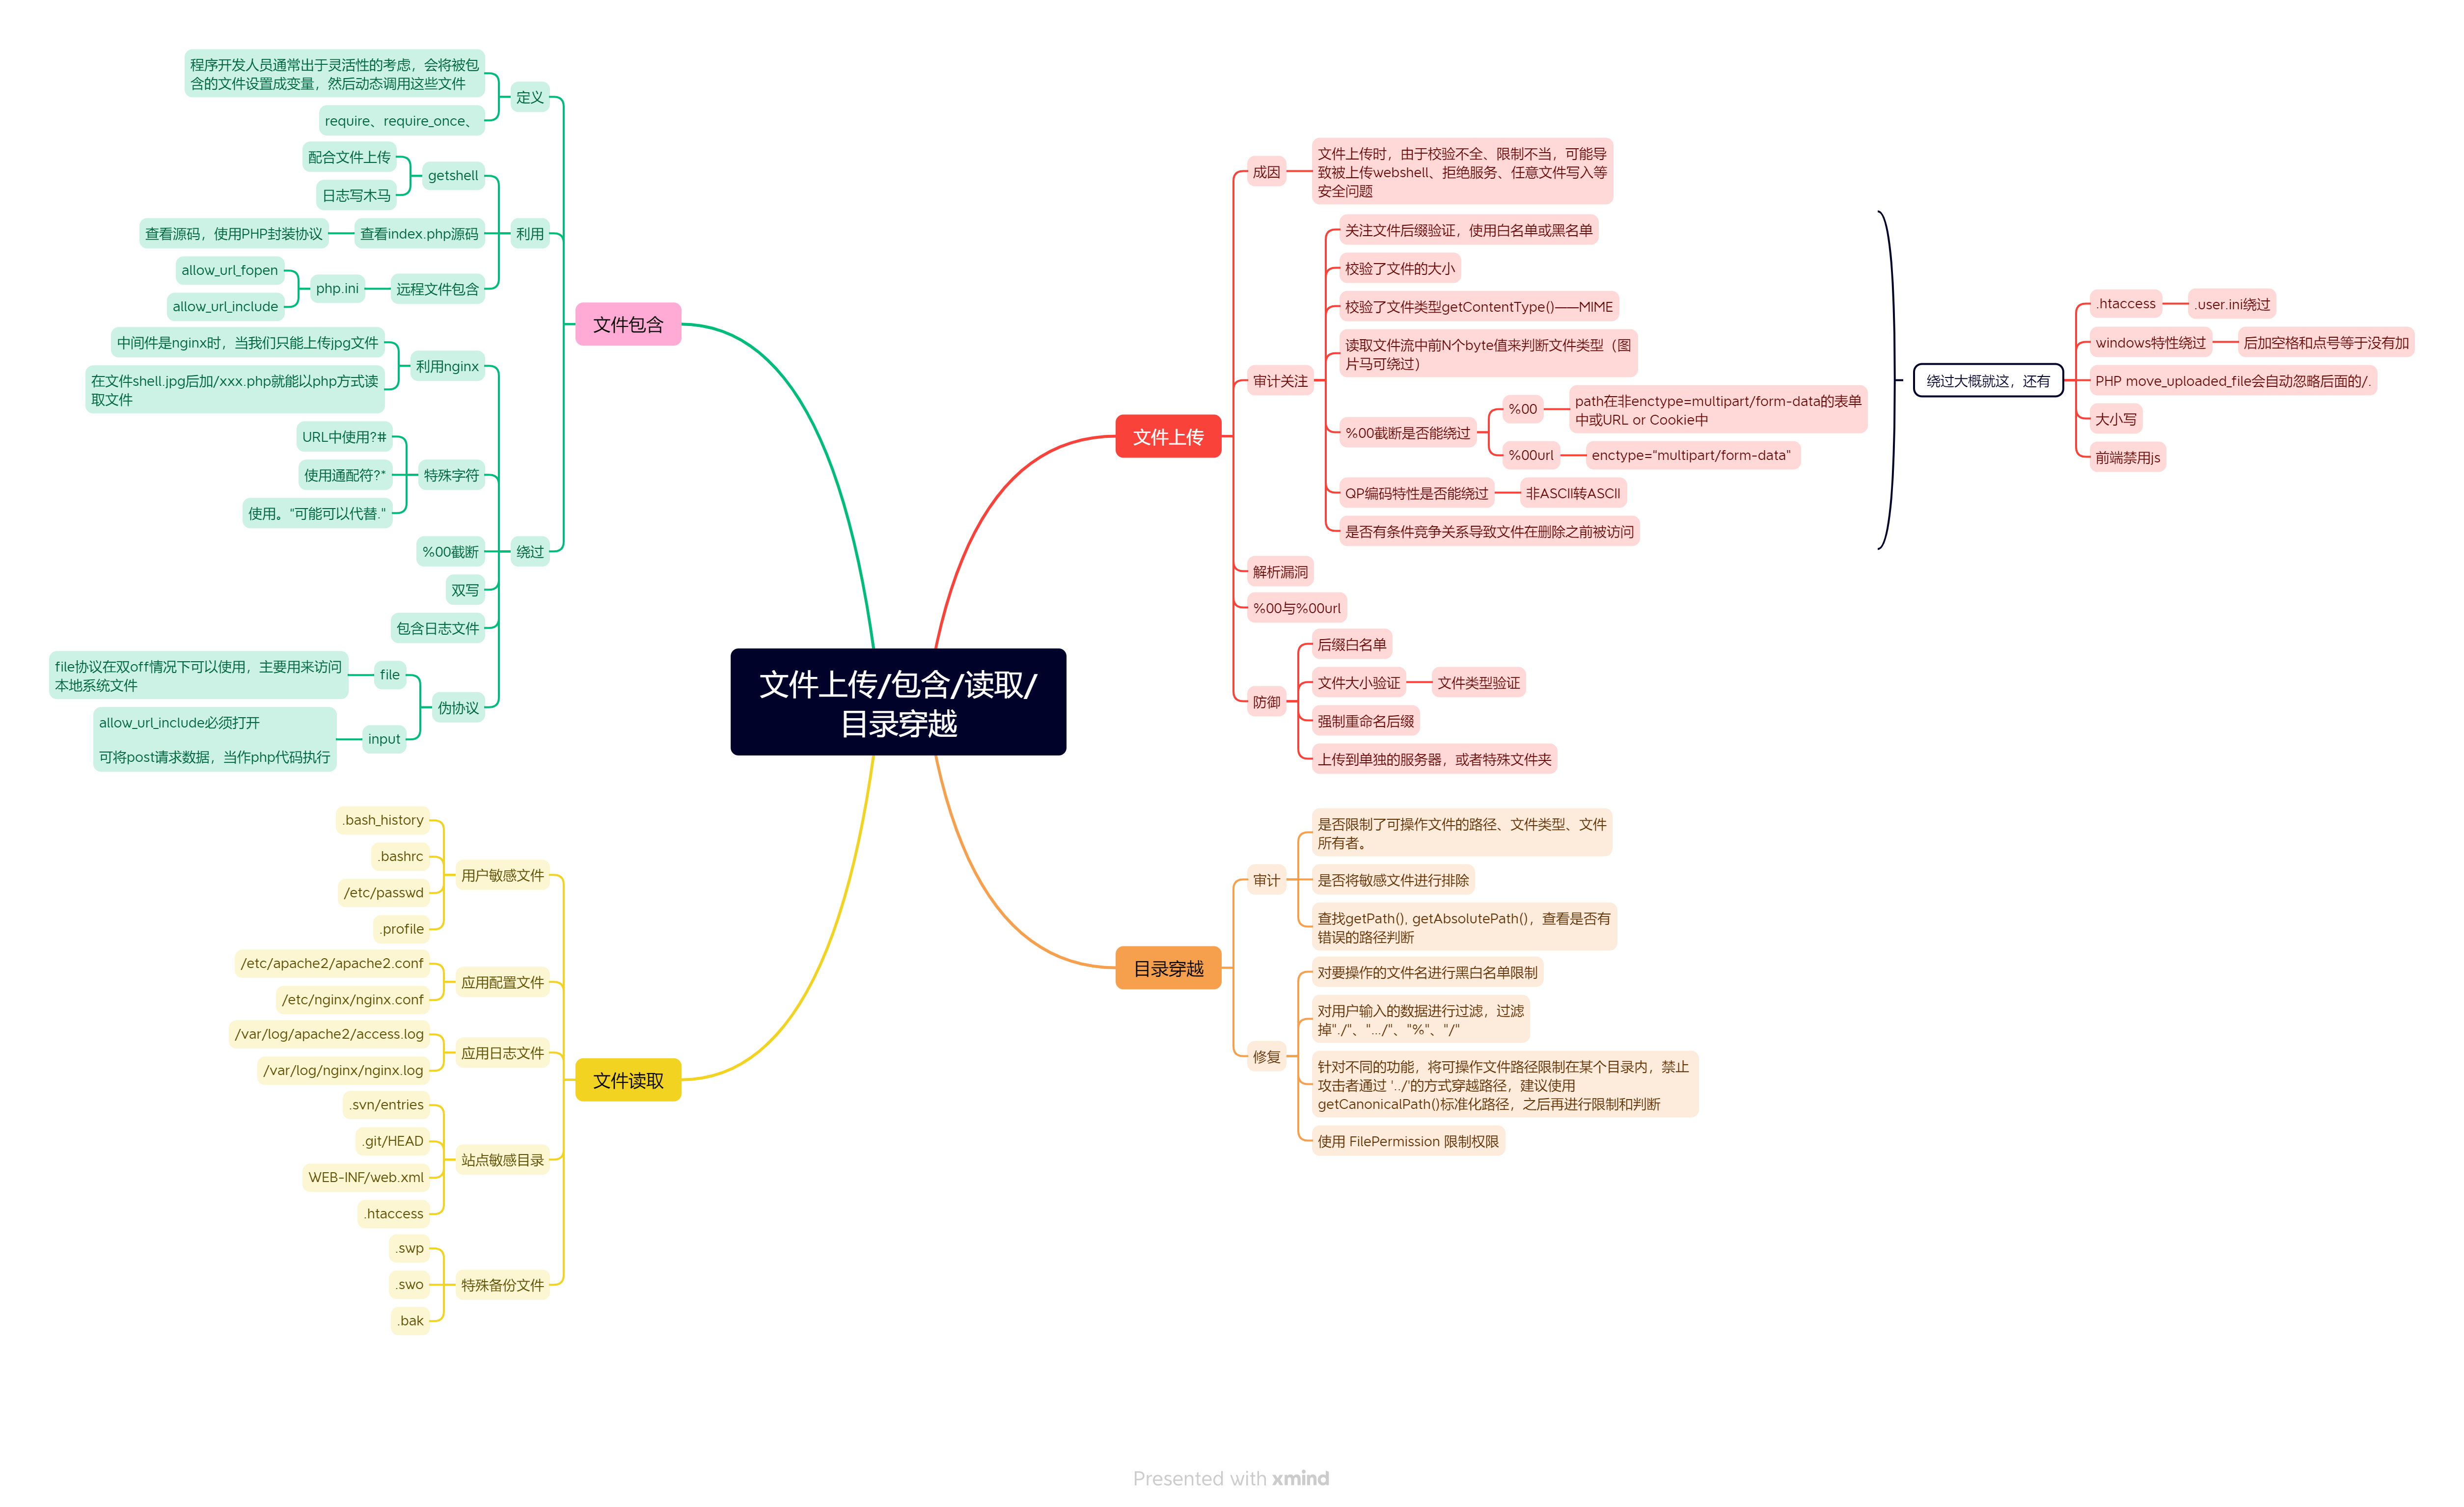 文件上传/包含/读取/
目录穿越
文件包含
定义
程序开发人员通常出于灵活性的考虑，会将被包
含的文件设置成变量，然后动态调用这些文件
require、require_once、
利用
getshell
配合文件上传
日志写木马
查看index.php源码
查看源码，使用PHP封装协议
远程文件包含
php.ini
allow_url_fopen
allow_url_include
绕过
利用nginx
中间件是nginx时，当我们只能上传jpg文件
在文件shell.jpg后加/xxx.php就能以php方式读
取文件
特殊字符
URL中使用?#
使用通配符?*
使用。"可能可以代替."
%00截断
双写
包含日志文件
伪协议
file
file协议在双off情况下可以使用，主要用来访问
本地系统文件
input
allow_url_include必须打开
可将post请求数据，当作php代码执行
文件读取
用户敏感文件
.bash_history
.bashrc
/etc/passwd
.profile
应用配置文件
/etc/apache2/apache2.conf
/etc/nginx/nginx.conf
应用日志文件
/var/log/apache2/access.log
/var/log/nginx/nginx.log
站点敏感目录
.svn/entries
.git/HEAD
WEB-INF/web.xml
.htaccess
特殊备份文件
.swp
.swo
.bak
文件上传
成因
文件上传时，由于校验不全、限制不当，可能导
致被上传webshell、拒绝服务、任意文件写入等
安全问题
审计关注
关注文件后缀验证，使用白名单或黑名单
校验了文件的大小
校验了文件类型getContentType()——MIME
读取文件流中前N个byte值来判断文件类型（图
片马可绕过）
%00截断是否能绕过
%00
path在非enctype=multipart/form-data的表单
中或URL or Cookie中
%00url
enctype="multipart/form-data"
QP编码特性是否能绕过
非ASCII转ASCII
是否有条件竞争关系导致文件在删除之前被访问
绕过大概就这，还有
.htaccess
.user.ini绕过
windows特性绕过
后加空格和点号等于没有加
PHP move_uploaded_file会自动忽略后面的/.
大小写
前端禁用js
解析漏洞
%00与%00url
防御
后缀白名单
文件大小验证
文件类型验证
强制重命名后缀
上传到单独的服务器，或者特殊文件夹
目录穿越
审计
是否限制了可操作文件的路径、文件类型、文件
所有者。
是否将敏感文件进行排除
查找getPath(), getAbsolutePath()，查看是否有
错误的路径判断
修复
对要操作的文件名进行黑白名单限制
对用户输入的数据进行过滤，过滤
掉"./"、".../"、"%"、"/"
针对不同的功能，将可操作文件路径限制在某个目录内，禁止
攻击者通过 '../'的方式穿越路径，建议使用
getCanonicalPath()标准化路径，之后再进行限制和判断
使用 FilePermission 限制权限
Presented with xmind